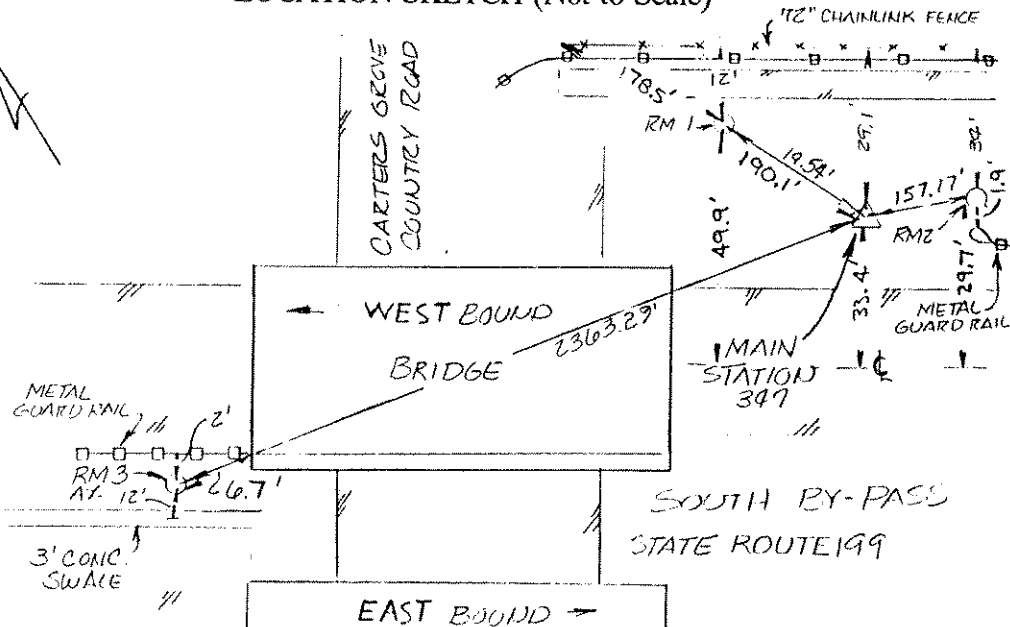 LOCATION SKETCH (Not to Scale)
72" CHAINLINK FENCE
CARTERS GROVE
COUNTRY ROAD
178.5'
12'
RM 1
29.1'
32'
19.54'
190.1'
157.17'
1.9'
49.9'
RM2
33.4'
29.7'
METAL
GUARD RAIL
← WEST BOUND
BRIDGE
2363.29'
MAIN
STATION
347
METAL
GUARD RAIL
2'
RM 3
12'
26.7'
3' CONC.
SWALE
SOUTH BY-PASS
STATE ROUTE 199
EAST BOUND →